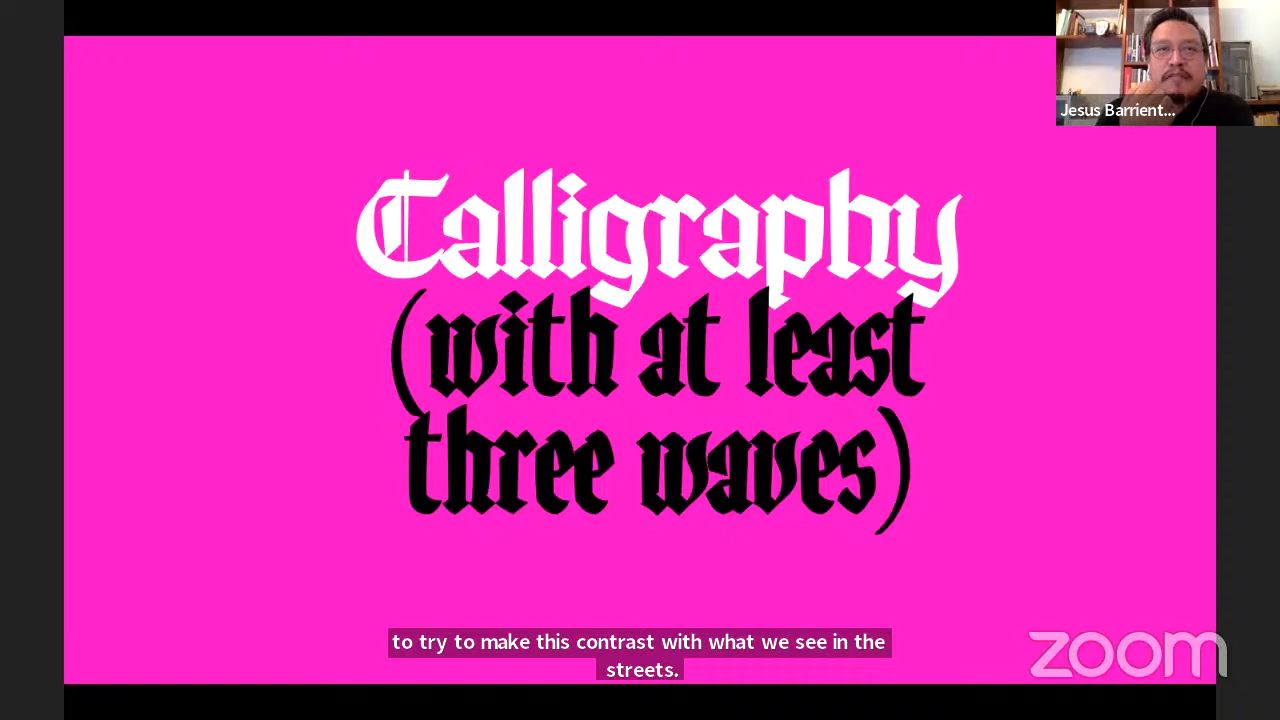 Jesus Barrient...
Calligraphy
(with at least
three waves)
to try to make this contrast with what we see in the
streets.
zoom